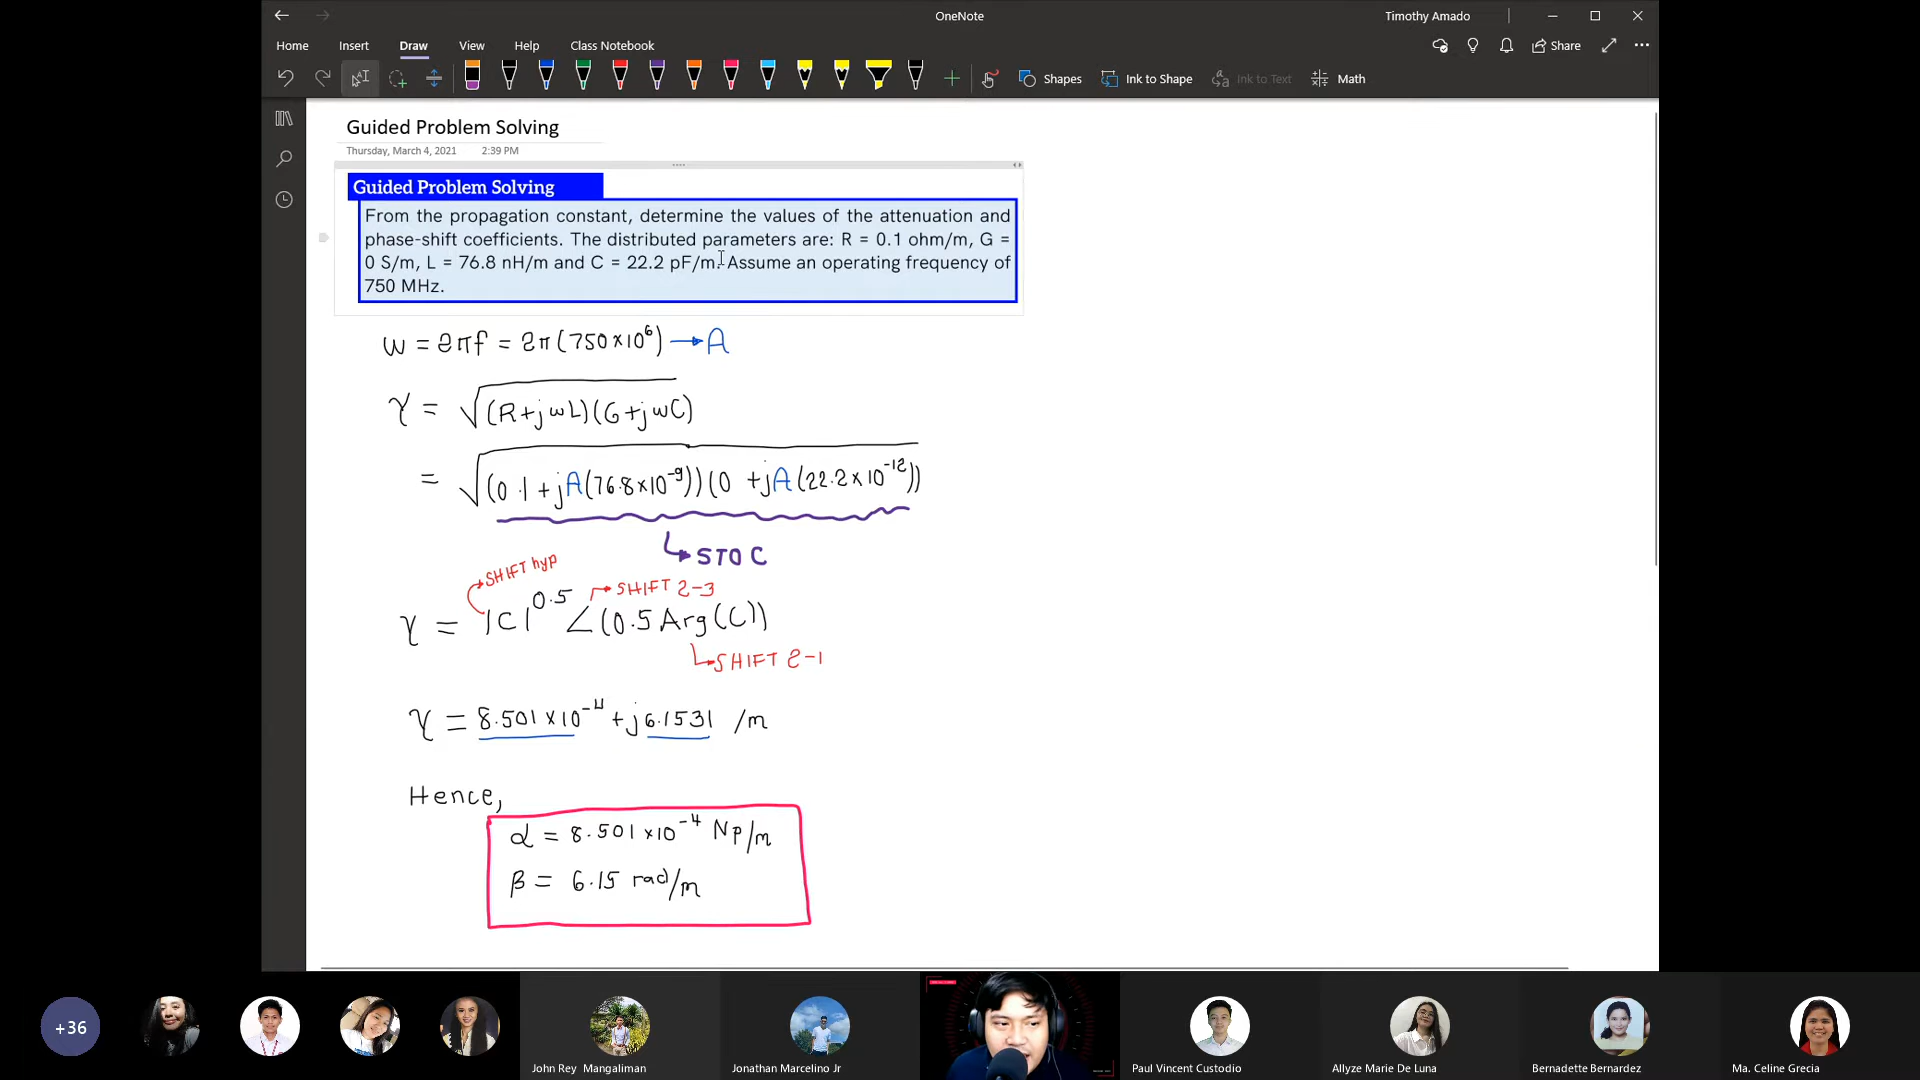 OneNote
Timothy Amado
Home Insert Draw View Help Class Notebook
Share
Shapes Ink to Shape Ink to Text Math
Guided Problem Solving
Thursday, March 4, 2021 2:39 PM
Guided Problem Solving
From the propagation constant, determine the values of the attenuation and
phase-shift coefficients. The distributed parameters are: R = 0.1 ohm/m, G =
0 S/m, L = 76.8 nH/m and C = 22.2 pF/m. Assume an operating frequency of
750 MHz.
ω = 2πf = 2π(750×10⁶) → A
γ = √(R+jωL)(G+jωC)
= √(0.1+jA(76.8×10⁻⁹))(0 +jA(22.2×10⁻¹²))
STO C
SHIFT hyp
SHIFT 2-3
γ = |C|^0.5 ∠(0.5 Arg(C))
SHIFT 2-1
γ = 8.501×10⁻⁴ + j6.1531 /m
Hence,
α = 8.501×10⁻⁴ Np/m
β = 6.15 rad/m
+36
John Rey Mangaliman
Jonathan Marcelino Jr
Paul Vincent Custodio
Allyze Marie De Luna
Bernadette Bernardez
Ma. Celine Grecia